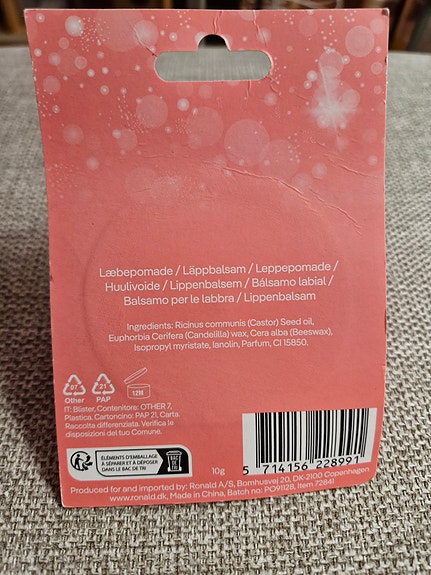 Læbepomade / Läppbalsam / Leppepomade /
Huulivoide / Lippenbalsem / Bálsamo labial /
Balsamo per le labbra / Lippenbalsam
Ingredients: Ricinus communis (Castor) Seed oil,
Euphorbia Cerifera (Candelilla) wax, Cera alba (Beeswax),
Isopropyl myristate, lanolin, Parfum, CI 15850.
07 21 12M
Other PAP
IT: Blister, Contenitore: OTHER 7,
Plastica. Cartoncino: PAP 21, Carta.
Raccolta differenziata. Verifica le
disposizioni del tuo Comune.
ÉLÉMENTS D'EMBALLAGE
À SÉPARER ET À DÉPOSER
DANS LE BAC DE TRI
10g
5 714156 228991
Produced for and imported by: Ronald A/S, Bomhusvej 20, DK-2100 Copenhagen
www.ronald.dk, Made in China, Batch no: PO91128, Item 72841